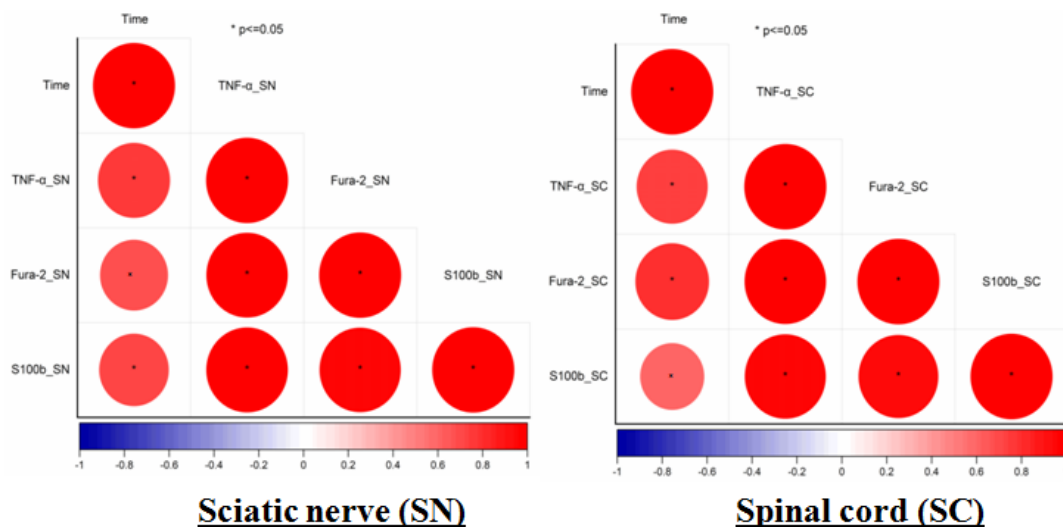 Time
* p<=0.05
Time
TNF-α_SN
TNF-α_SN
Fura-2_SN
Fura-2_SN
S100b_SN
S100b_SN
-1 -0.8 -0.6 -0.4 -0.2 0 0.2 0.4 0.6 0.8 1
Sciatic nerve (SN)
Time
* p<=0.05
Time
TNF-α_SC
TNF-α_SC
Fura-2_SC
Fura-2_SC
S100b_SC
S100b_SC
-1 -0.8 -0.6 -0.4 -0.2 0 0.2 0.4 0.6 0.8
Spinal cord (SC)